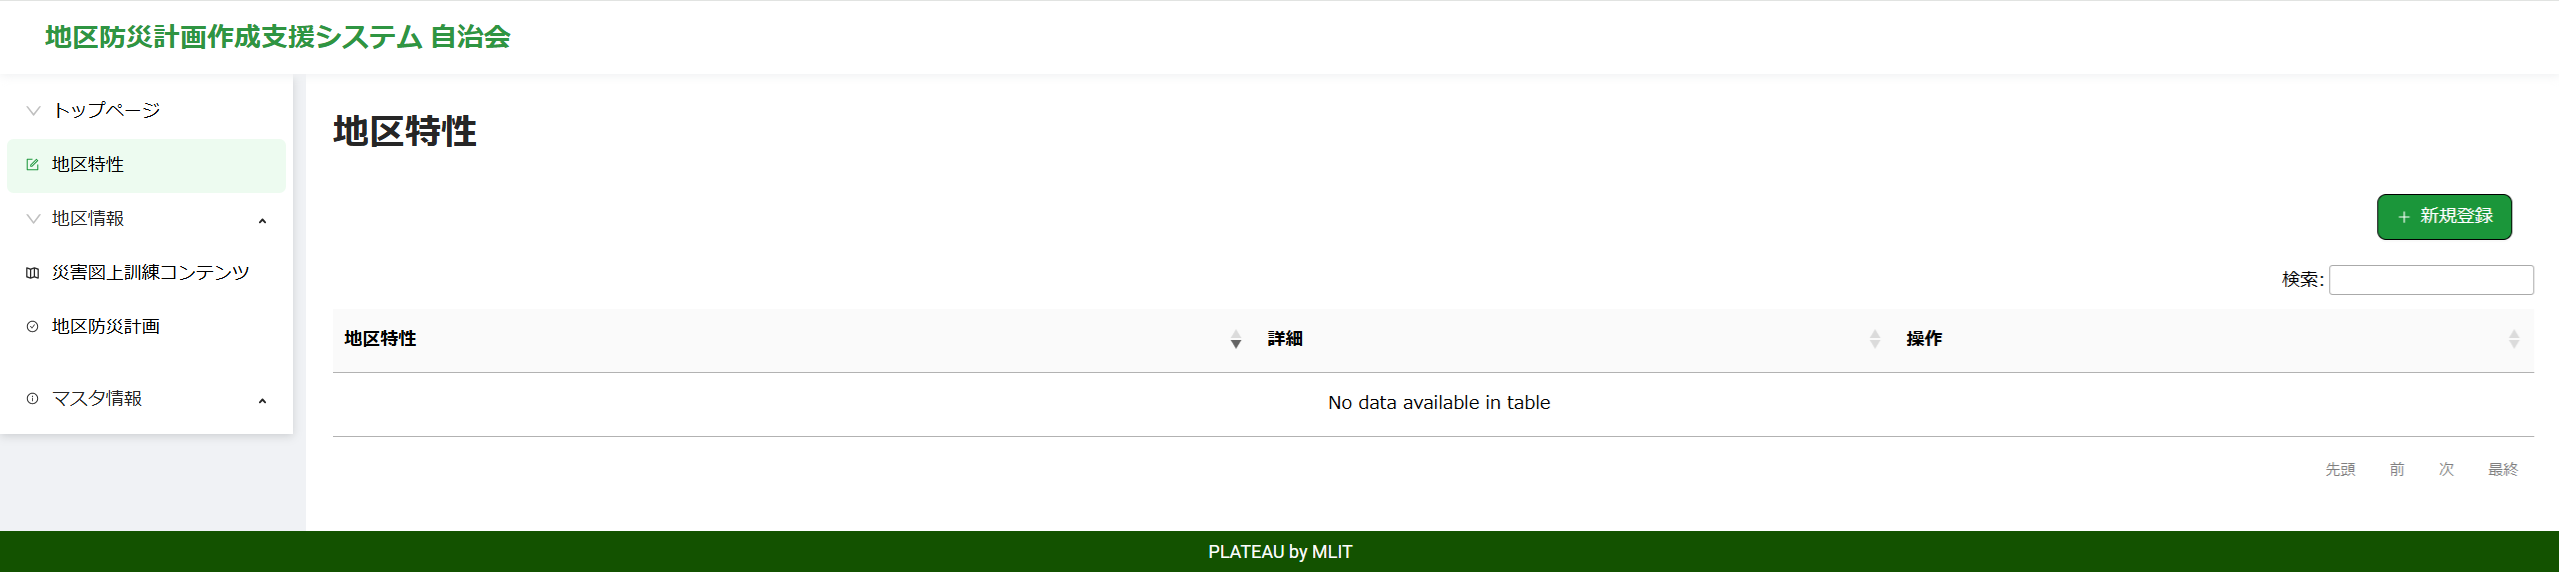 地区防災計画作成支援システム 自治会
トップページ
地区特性
地区情報
災害図上訓練コンテンツ
地区防災計画
マスタ情報
地区特性
+ 新規登録
検索:
地区特性 詳細 操作
No data available in table
先頭 前 次 最終
PLATEAU by MLIT